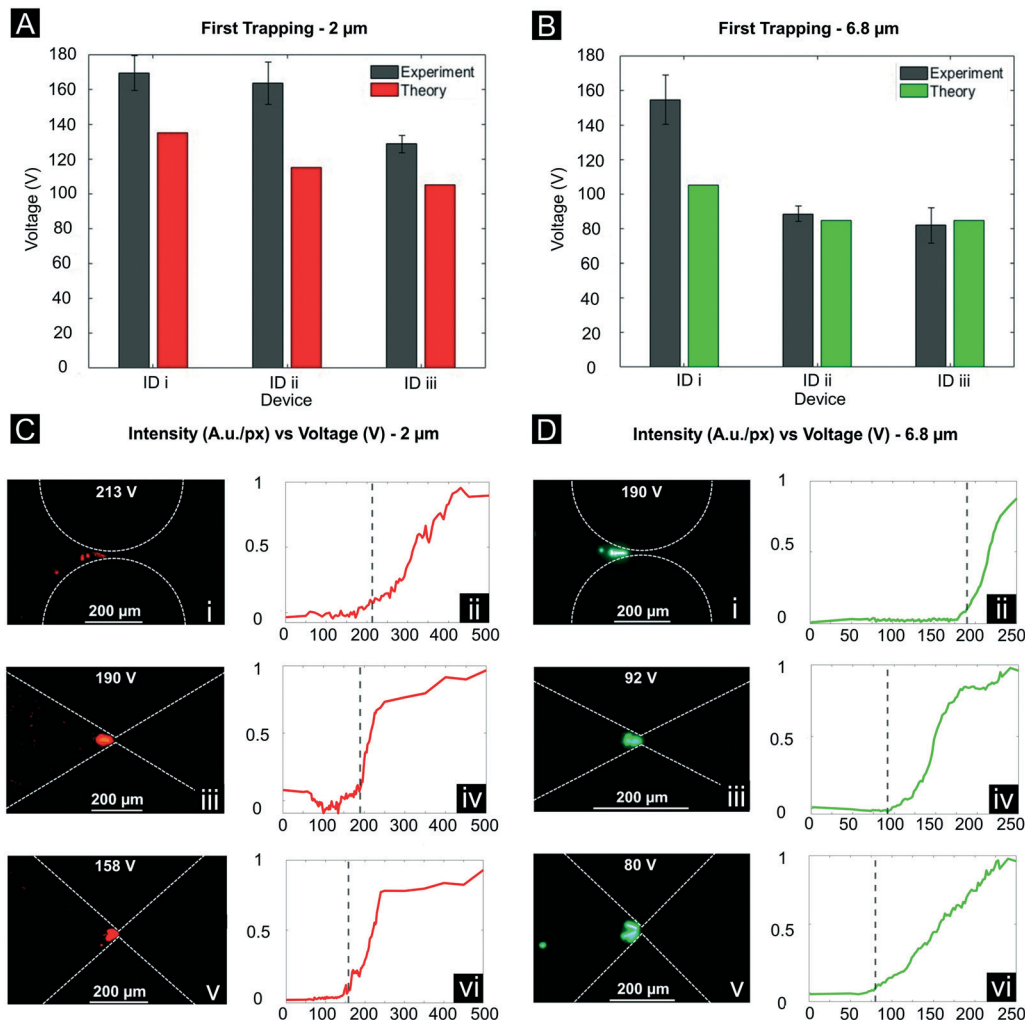 A
First Trapping - 2 µm
Voltage (V)
180
160
140
120
100
80
60
40
20
0
Experiment
Theory
ID i
ID ii
ID iii
Device
B
First Trapping - 6.8 µm
Voltage (V)
180
160
140
120
100
80
60
40
20
0
Experiment
Theory
ID i
ID ii
ID iii
Device
C
Intensity (A.u./px) vs Voltage (V) - 2 µm
213 V
200 µm
i
1
0.5
0
ii
0 100 200 300 400 500
190 V
200 µm
iii
1
0.5
0
iv
0 100 200 300 400 500
158 V
200 µm
v
1
0.5
0
vi
0 100 200 300 400 500
D
Intensity (A.u./px) vs Voltage (V) - 6.8 µm
190 V
200 µm
i
1
0.5
0
ii
0 50 100 150 200 250
92 V
200 µm
iii
1
0.5
0
iv
0 50 100 150 200 250
80 V
200 µm
v
1
0.5
0
vi
0 50 100 150 200 250